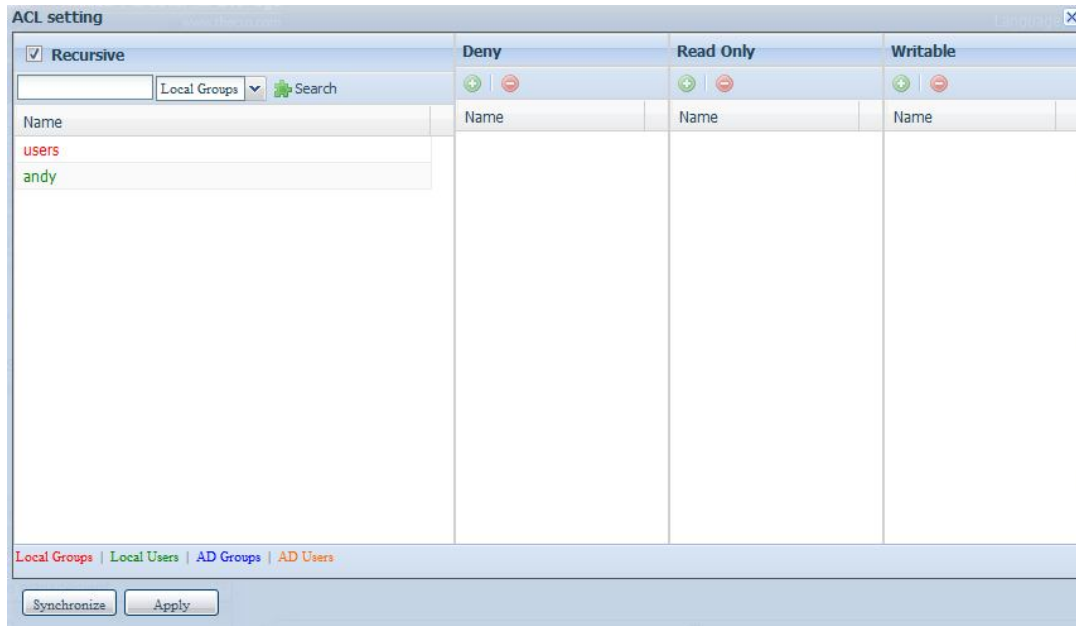 ACL setting
Language
Recursive
Deny
Read Only
Writable
Local Groups
Search
Name
Name
Name
Name
users
andy
Local Groups | Local Users | AD Groups | AD Users
Synchronize
Apply